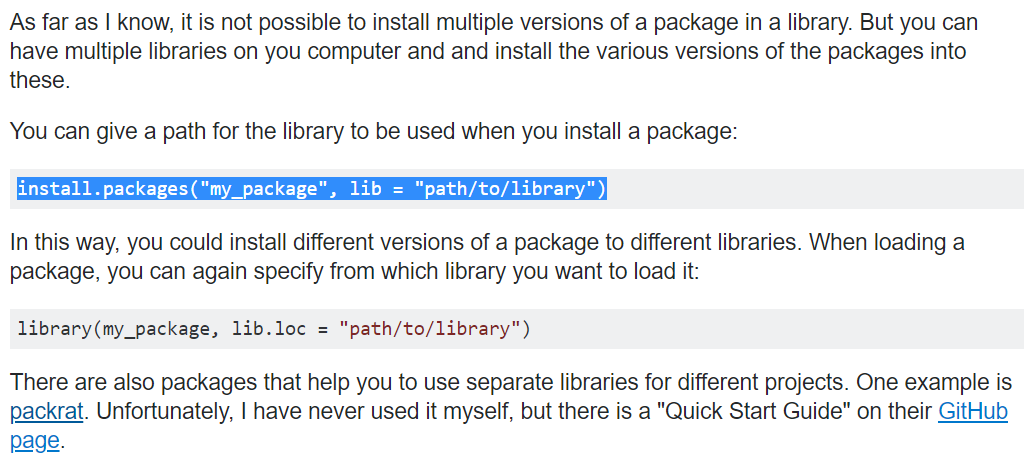 As far as I know, it is not possible to install multiple versions of a package in a library. But you can
have multiple libraries on you computer and and install the various versions of the packages into
these.
You can give a path for the library to be used when you install a package:
install.packages("my_package", lib = "path/to/library")
In this way, you could install different versions of a package to different libraries. When loading a
package, you can again specify from which library you want to load it:
library(my_package, lib.loc = "path/to/library")
There are also packages that help you to use separate libraries for different projects. One example is
packrat. Unfortunately, I have never used it myself, but there is a "Quick Start Guide" on their GitHub
page.